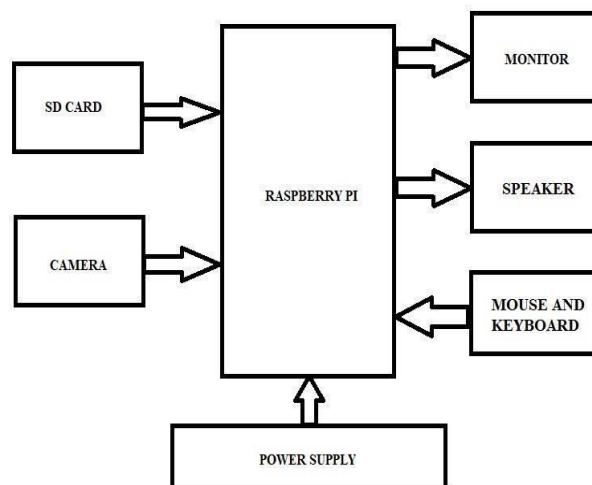 MONITOR
SD CARD
SPEAKER
RASPBERRY PI
CAMERA
MOUSE AND
KEYBOARD
POWER SUPPLY